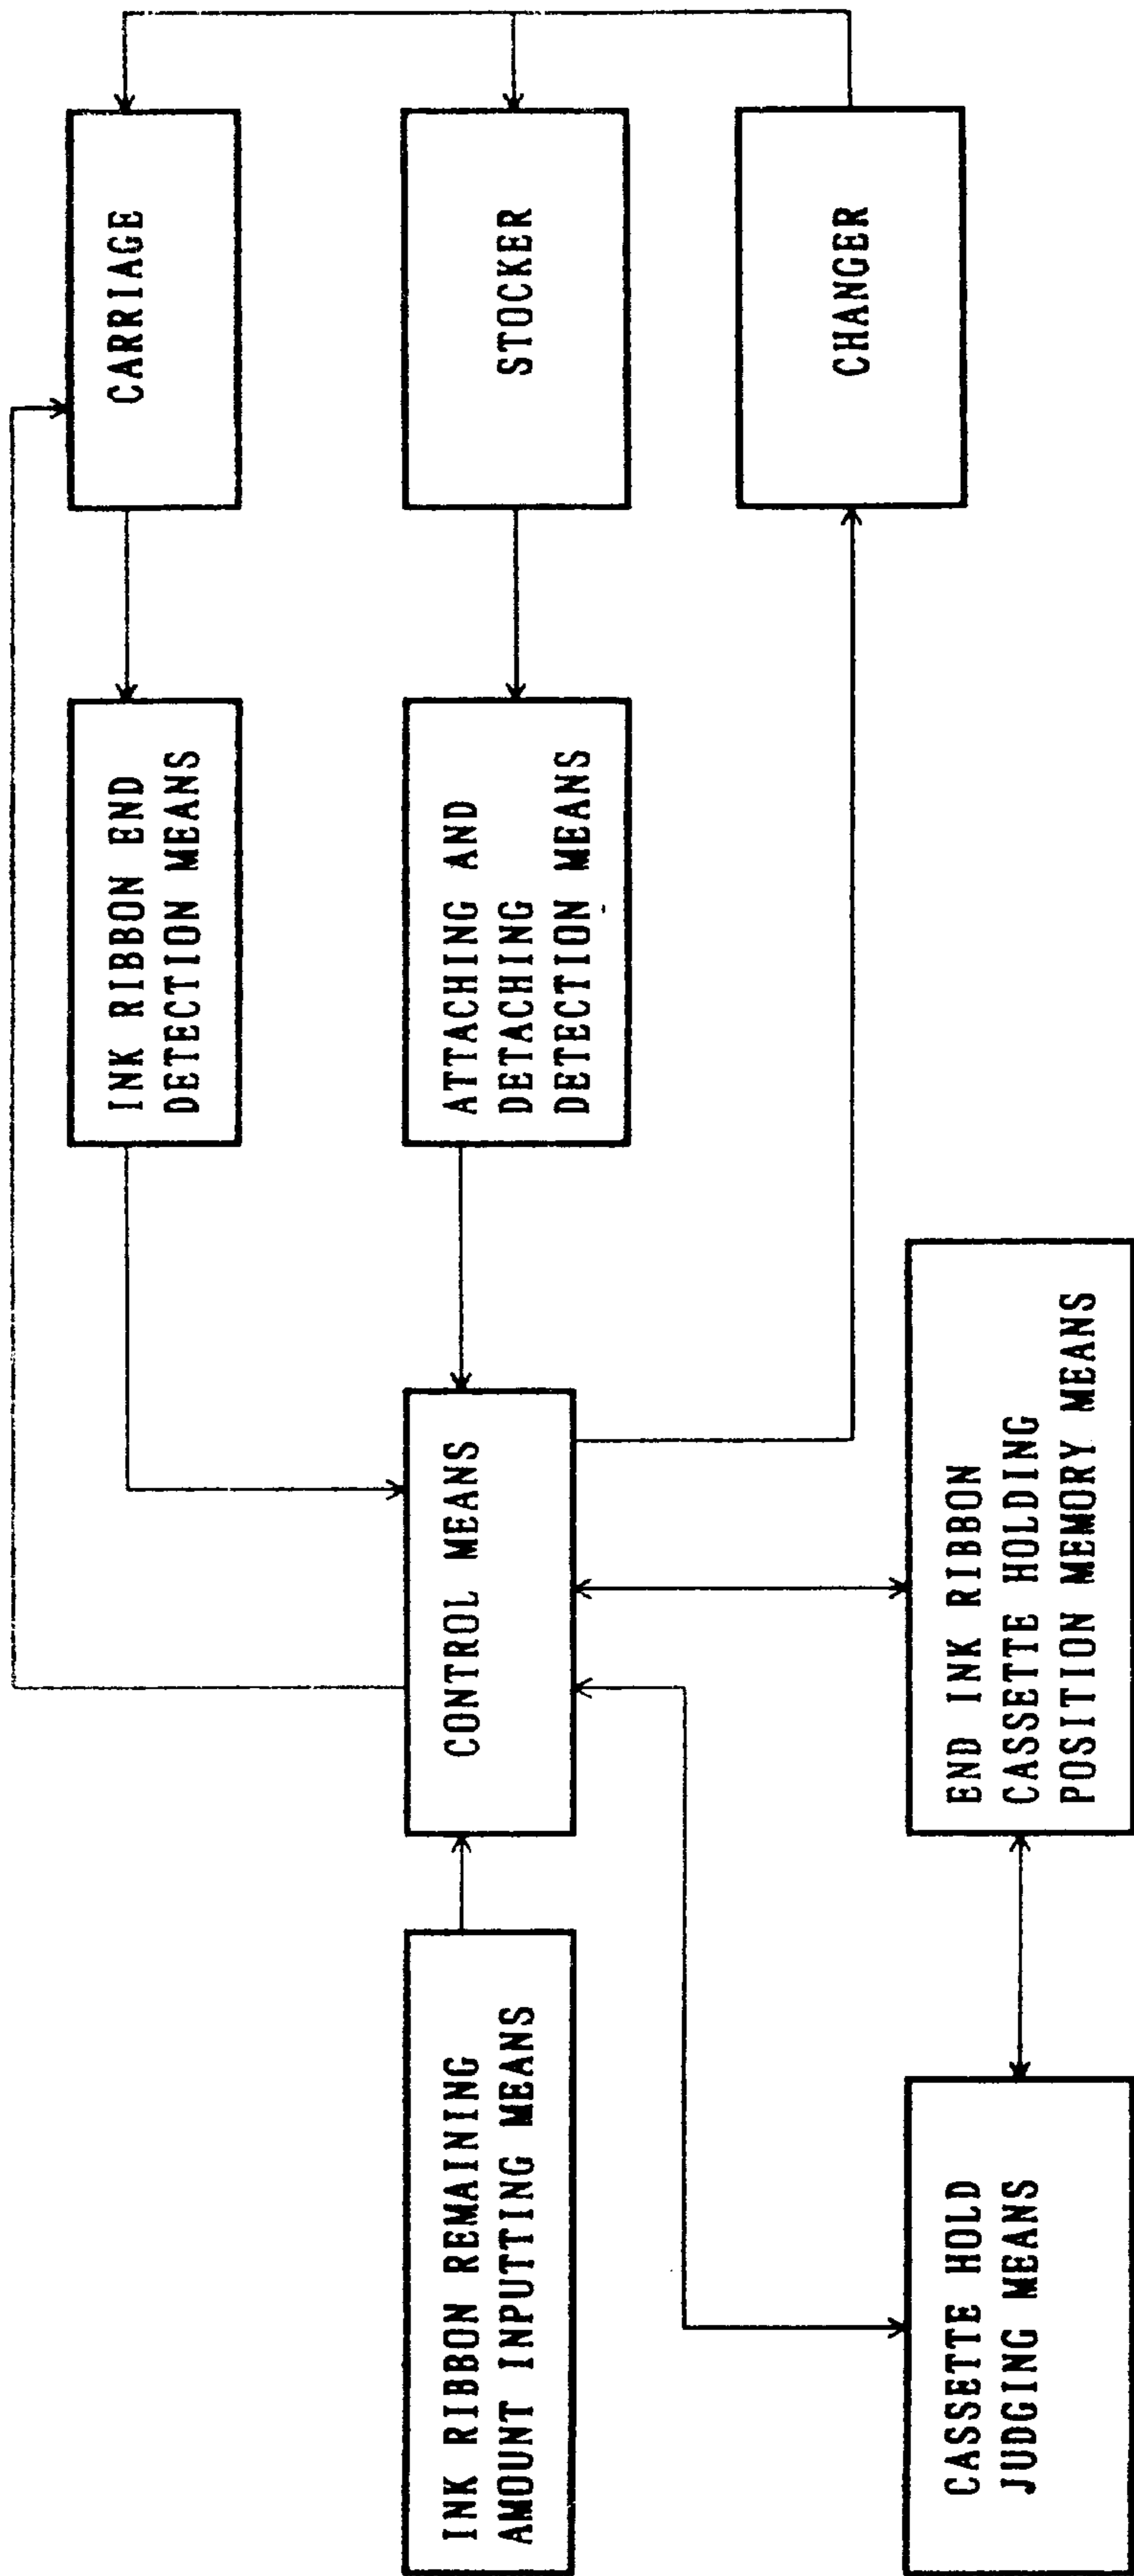 INK RIBBON END
DETECTION MEANS
CARRIAGE
INK RIBBON REMAINING
AMOUNT INPUTTING MEANS
CONTROL MEANS
ATTACHING AND
DETACHING
DETECTION MEANS
STOCKER
CHANGER
CASSETTE HOLD
JUDGING MEANS
END INK RIBBON
CASSETTE HOLDING
POSITION MEMORY MEANS